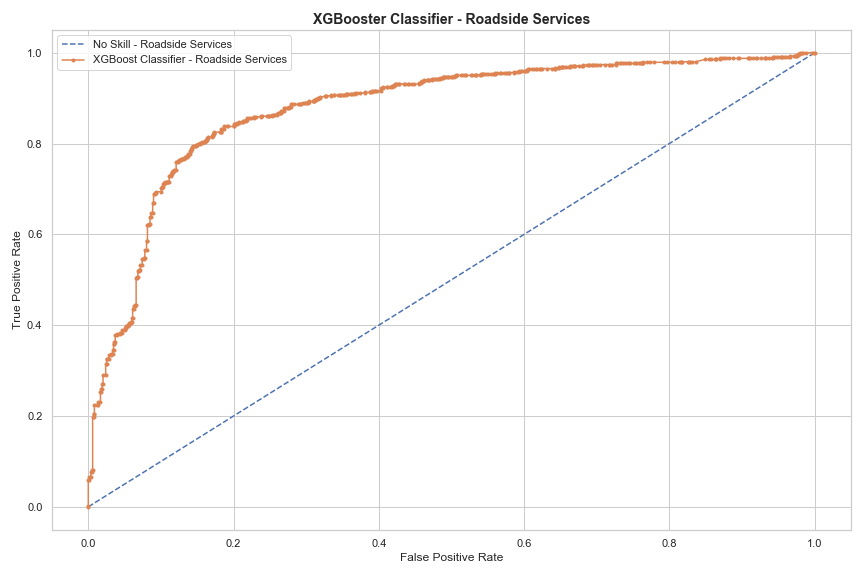 XGBooster Classifier - Roadside Services
No Skill - Roadside Services
XGBoost Classifier - Roadside Services
1.0
0.8
0.6
0.4
0.2
0.0
True Positive Rate
0.0 0.2 0.4 0.6 0.8 1.0
False Positive Rate